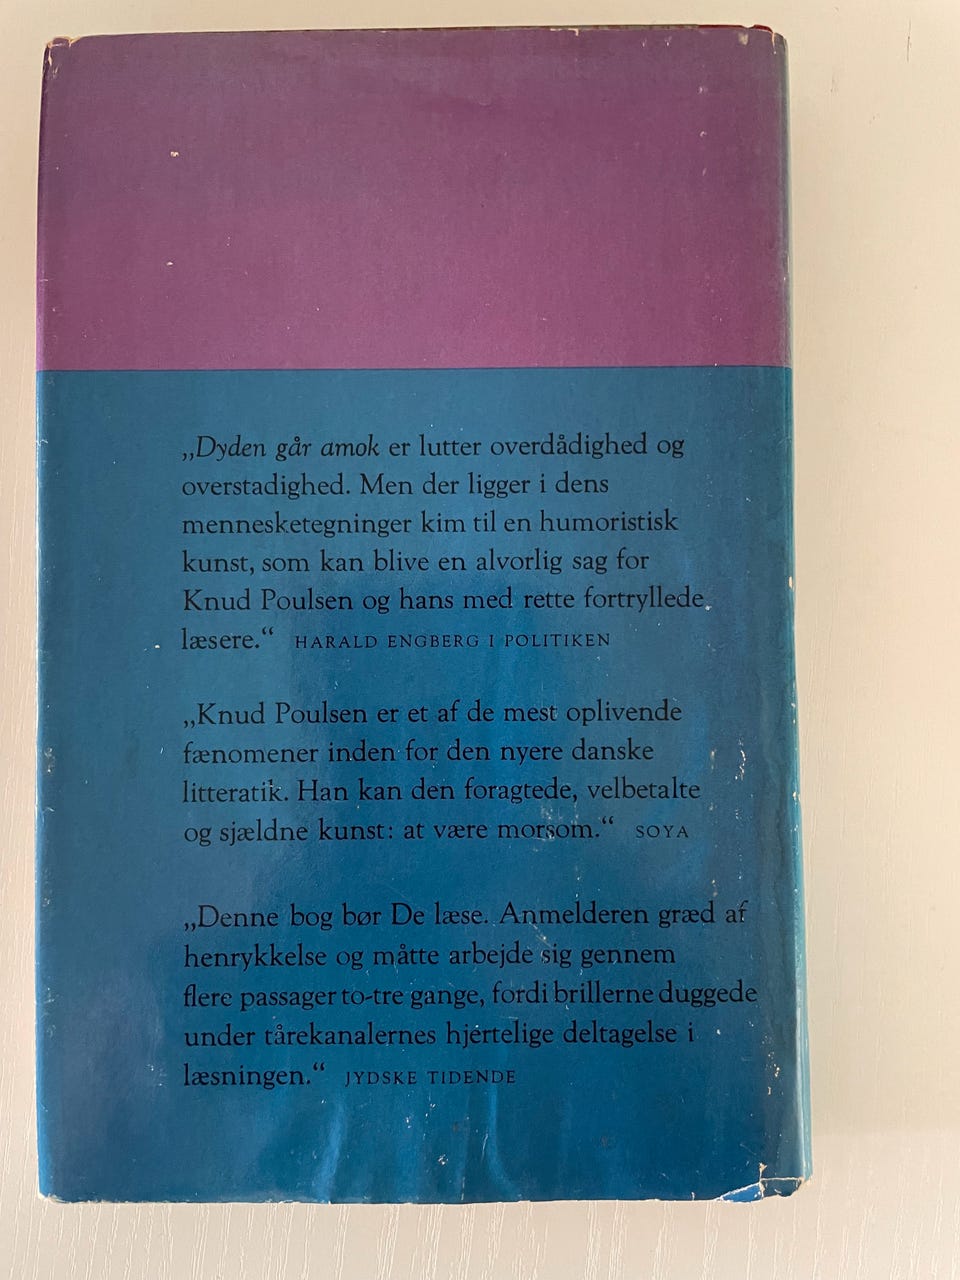 „Dyden går amok er lutter overdådighed og
overstadighed. Men der ligger i dens
mennesketegninger kim til en humoristisk
kunst, som kan blive en alvorlig sag for
Knud Poulsen og hans med rette fortryllede
læsere.“ HARALD ENGBERG I POLITIKEN
„Knud Poulsen er et af de mest oplivende
fænomener inden for den nyere danske
litteratik. Han kan den foragtede, velbetalte
og sjældne kunst: at være morsom.“ SOYA
„Denne bog bør De læse. Anmelderen græd af
henrykkelse og måtte arbejde sig gennem
flere passager to-tre gange, fordi brillerne duggede
under tårekanalernes hjertelige deltagelse i
læsningen.“ JYDSKE TIDENDE